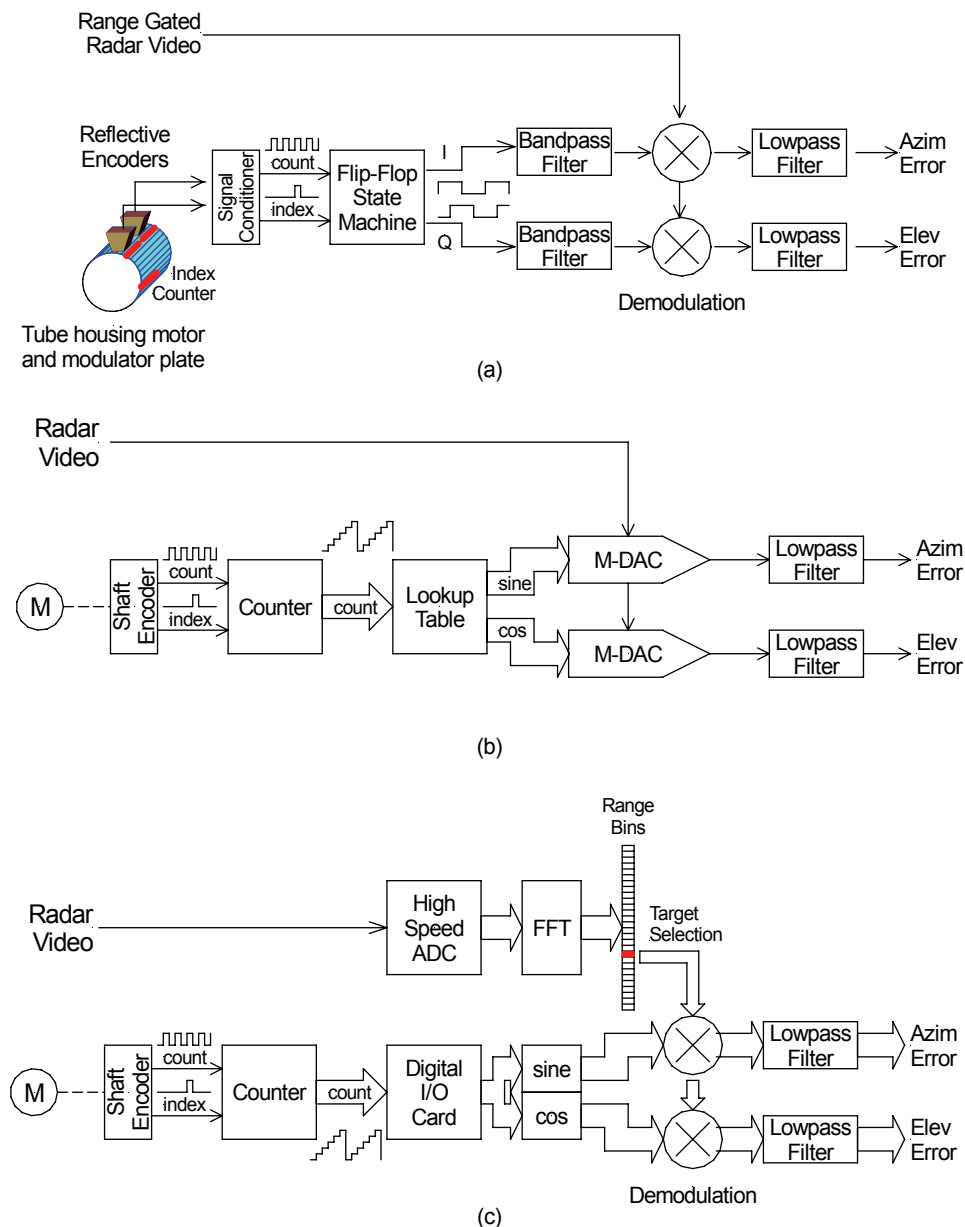 Range Gated
Radar Video
Reflective
Encoders
Signal
Conditioner
count
index
Flip-Flop
State
Machine
I
Q
Bandpass
Filter
Bandpass
Filter
Lowpass
Filter
Lowpass
Filter
Azim
Error
Elev
Error
Demodulation
Index
Counter
Tube housing motor
and modulator plate
(a)
Radar
Video
M
Shaft
Encoder
count
index
Counter
count
Lookup
Table
sine
cos
M-DAC
M-DAC
Lowpass
Filter
Lowpass
Filter
Azim
Error
Elev
Error
(b)
Range
Bins
Radar
Video
High
Speed
ADC
FFT
Target
Selection
M
Shaft
Encoder
count
index
Counter
count
Digital
I/O
Card
sine
cos
Lowpass
Filter
Lowpass
Filter
Azim
Error
Elev
Error
Demodulation
(c)